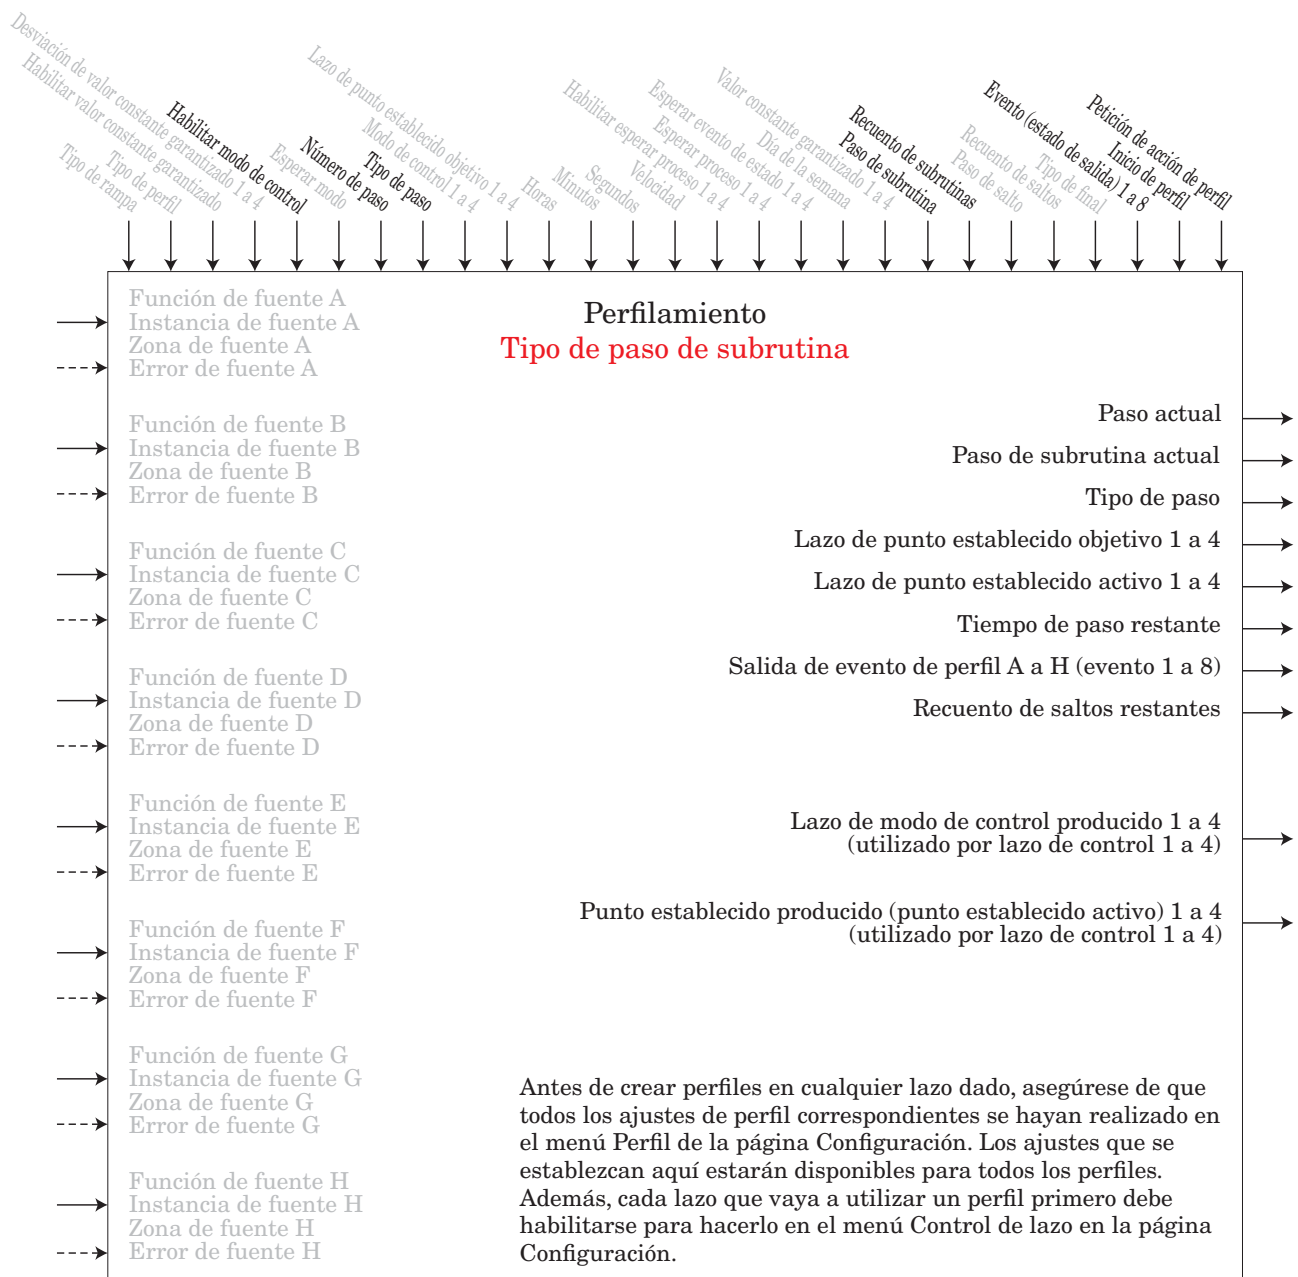 Desviación de valor constante garantizado 1 a 4
Habilitar valor constante garantizado
Tipo de rampa
Tipo de perfil
Habilitar modo de control
Esperar modo
Número de paso
Tipo de paso
Lazo de punto establecido objetivo 1 a 4
Modo de control 1 a 4
Horas
Minutos
Segundos
Velocidad
Habilitar esperar proceso 1 a 4
Esperar proceso 1 a 4
Esperar evento de estado 1 a 4
Día de la semana
Valor constante garantizado 1 a 4
Paso de subrutina
Recuento de subrutinas
Paso de salto
Recuento de saltos
Tipo de final
Evento (estado de salida) 1 a 8
Inicio de perfil
Petición de acción de perfil
Perfilamiento
Tipo de paso de subrutina
Función de fuente A
Instancia de fuente A
Zona de fuente A
Error de fuente A
Función de fuente B
Instancia de fuente B
Zona de fuente B
Error de fuente B
Función de fuente C
Instancia de fuente C
Zona de fuente C
Error de fuente C
Función de fuente D
Instancia de fuente D
Zona de fuente D
Error de fuente D
Función de fuente E
Instancia de fuente E
Zona de fuente E
Error de fuente E
Función de fuente F
Instancia de fuente F
Zona de fuente F
Error de fuente F
Función de fuente G
Instancia de fuente G
Zona de fuente G
Error de fuente G
Función de fuente H
Instancia de fuente H
Zona de fuente H
Error de fuente H
Paso actual
Paso de subrutina actual
Tipo de paso
Lazo de punto establecido objetivo 1 a 4
Lazo de punto establecido activo 1 a 4
Tiempo de paso restante
Salida de evento de perfil A a H (evento 1 a 8)
Recuento de saltos restantes
Lazo de modo de control producido 1 a 4
(utilizado por lazo de control 1 a 4)
Punto establecido producido (punto establecido activo) 1 a 4
(utilizado por lazo de control 1 a 4)
Antes de crear perfiles en cualquier lazo dado, asegúrese de que
todos los ajustes de perfil correspondientes se hayan realizado en
el menú Perfil de la página Configuración. Los ajustes que se
establezcan aquí estarán disponibles para todos los perfiles.
Además, cada lazo que vaya a utilizar un perfil primero debe
habilitarse para hacerlo en el menú Control de lazo en la página
Configuración.